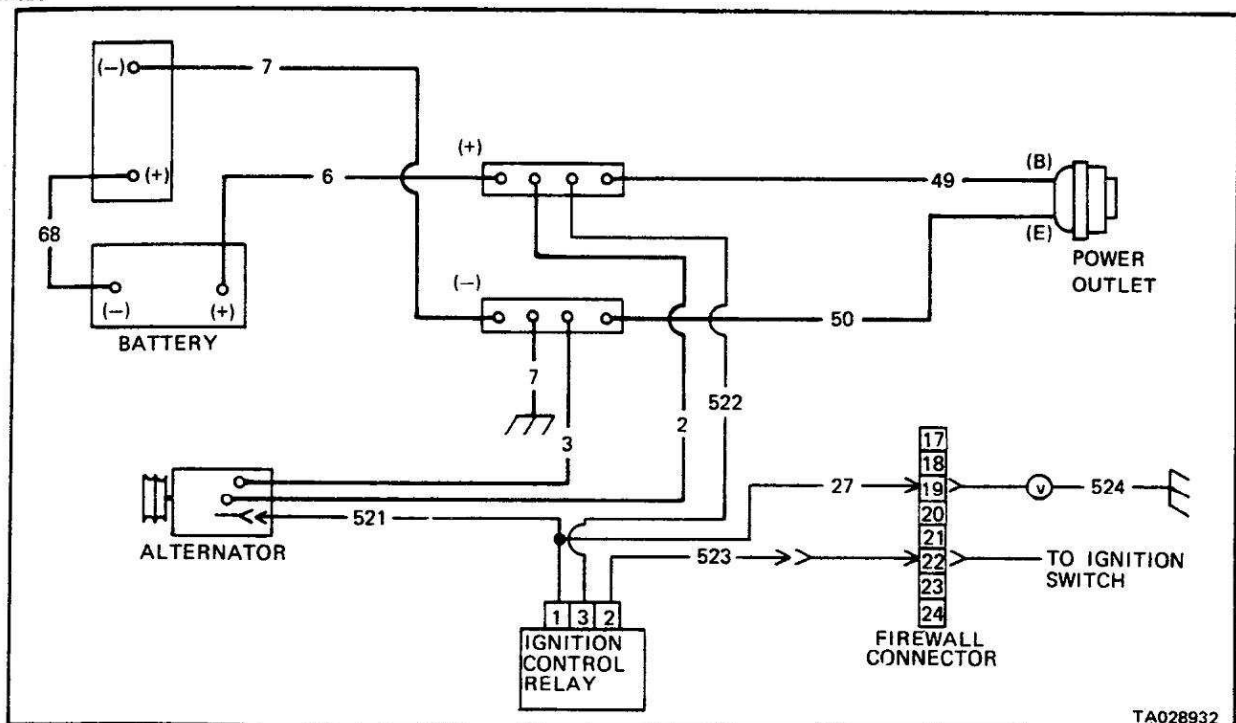 (−)
7
(+)
(+)
(B)
6
49
68
(E)
POWER
OUTLET
(−)
(−)
(+)
50
BATTERY
7
522
2
3
17
18
27
19
V
524
20
521
21
ALTERNATOR
523
22
TO IGNITION
SWITCH
23
1
3
2
24
IGNITION
CONTROL
RELAY
FIREWALL
CONNECTOR
TA028932